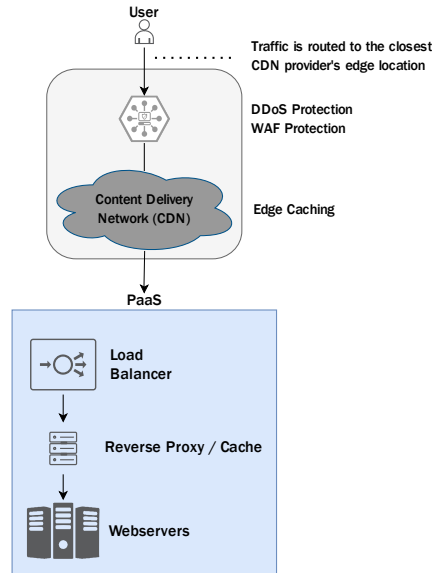 User
Traffic is routed to the closest
CDN provider's edge location
DDoS Protection
WAF Protection
Content Delivery
Network (CDN)
Edge Caching
PaaS
Load
Balancer
Reverse Proxy / Cache
Webservers